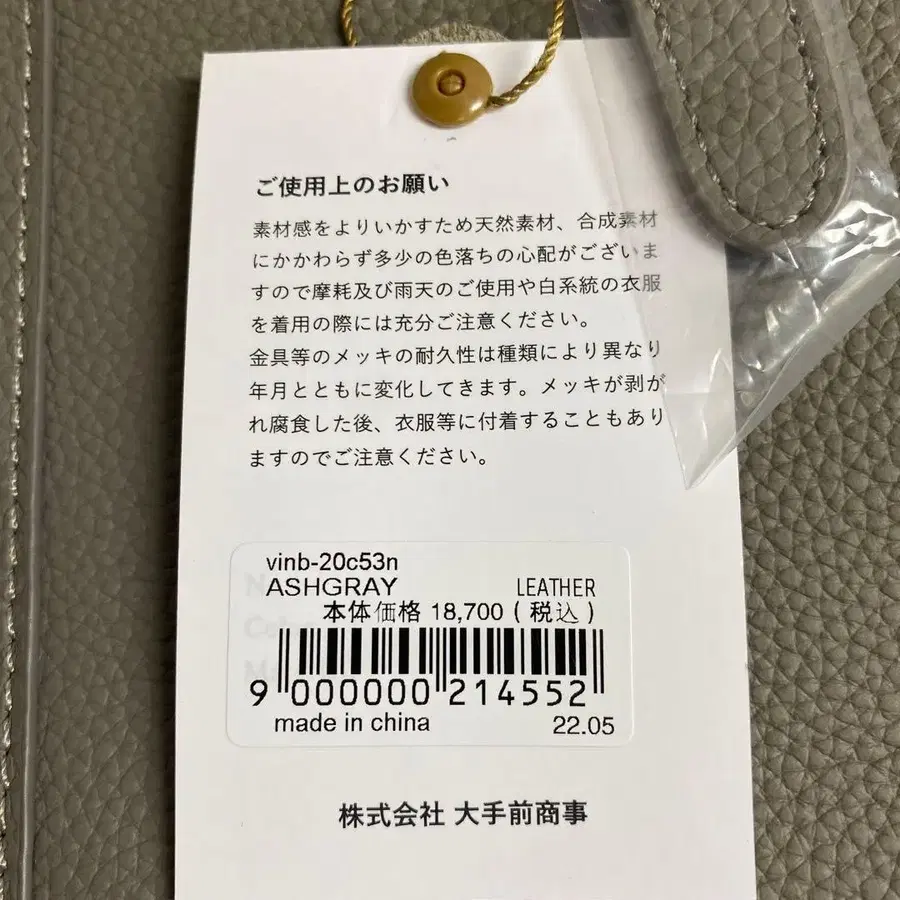 ご使用上のお願い
素材感をよりいかすため天然素材、合成素材
にかかわらず多少の色落ちの心配がございま
すので摩耗及び雨天のご使用や白系統の衣服
を着用の際には充分ご注意ください。
金具等のメッキの耐久性は種類により異なり
年月とともに変化してきます。メッキが剥が
れ腐食した後、衣服等に付着することもあり
ますのでご注意ください。
vinb-20c53n
ASHGRAY LEATHER
本体価格 18,700 ( 税込 )
9 000000 214552
made in china 22.05
株式会社 大手前商事